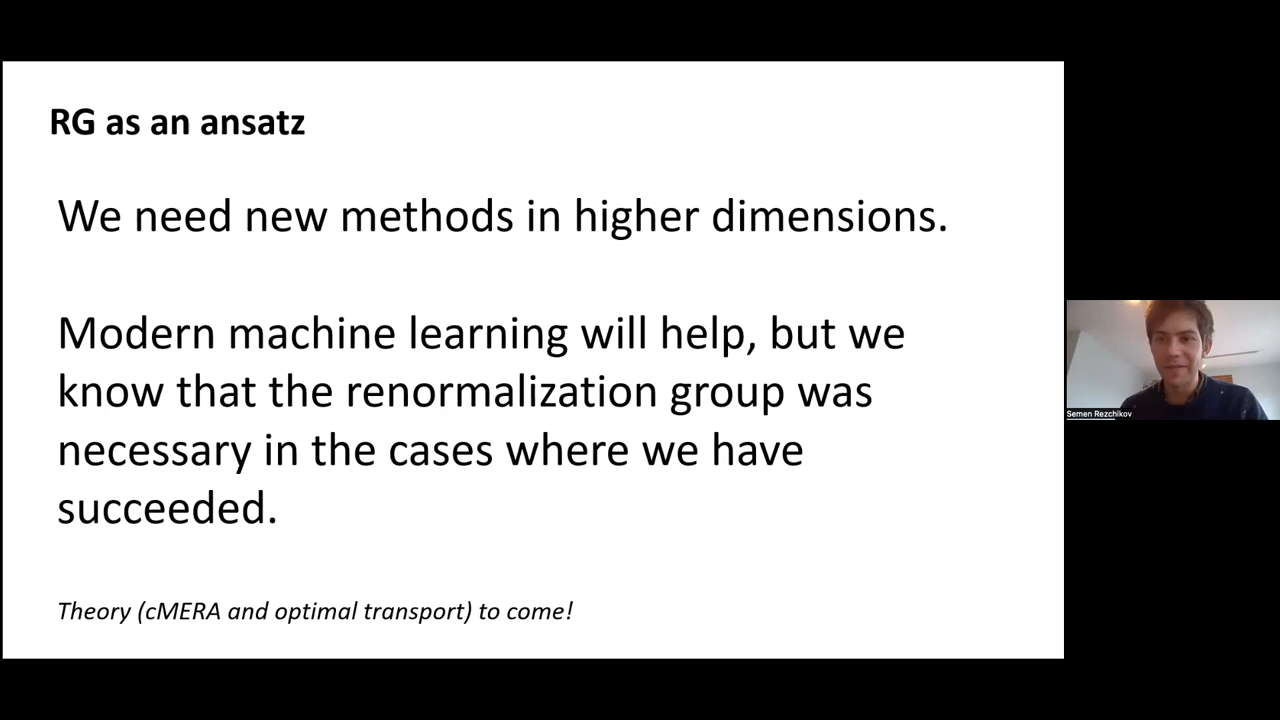 RG as an ansatz
We need new methods in higher dimensions.
Modern machine learning will help, but we
know that the renormalization group was
necessary in the cases where we have
succeeded.
Theory (cMERA and optimal transport) to come!
Semen Rezchikov